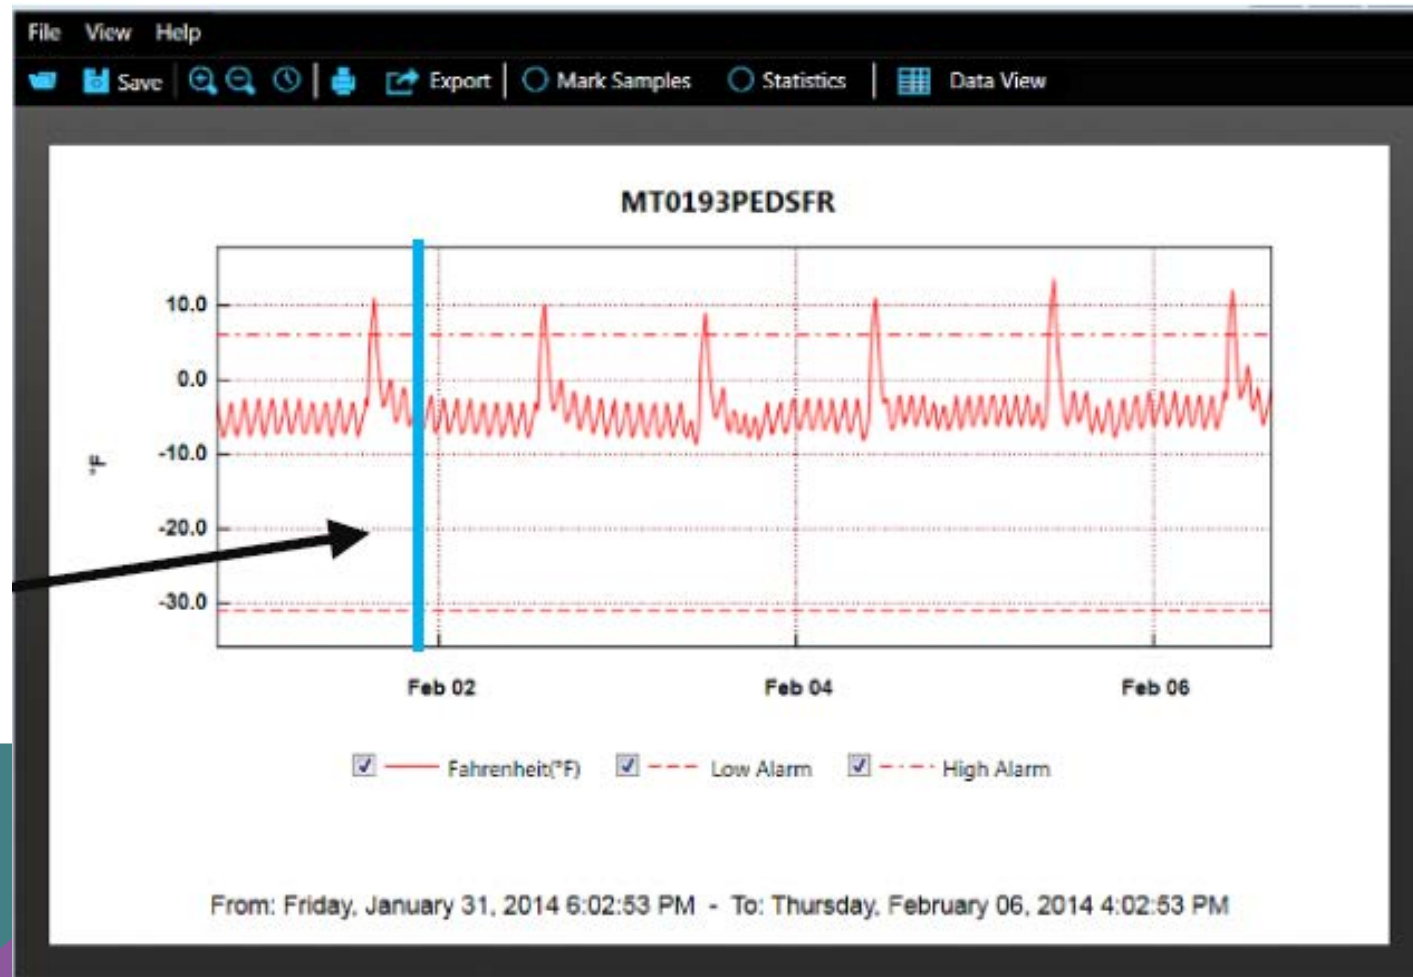 File View Help
Save Export Mark Samples Statistics Data View
MT0193PEDSFR
10.0
0.0
-10.0
°F
-20.0
-30.0
Feb 02 Feb 04 Feb 06
Fahrenheit(°F) Low Alarm High Alarm
From: Friday, January 31, 2014 6:02:53 PM - To: Thursday, February 06, 2014 4:02:53 PM